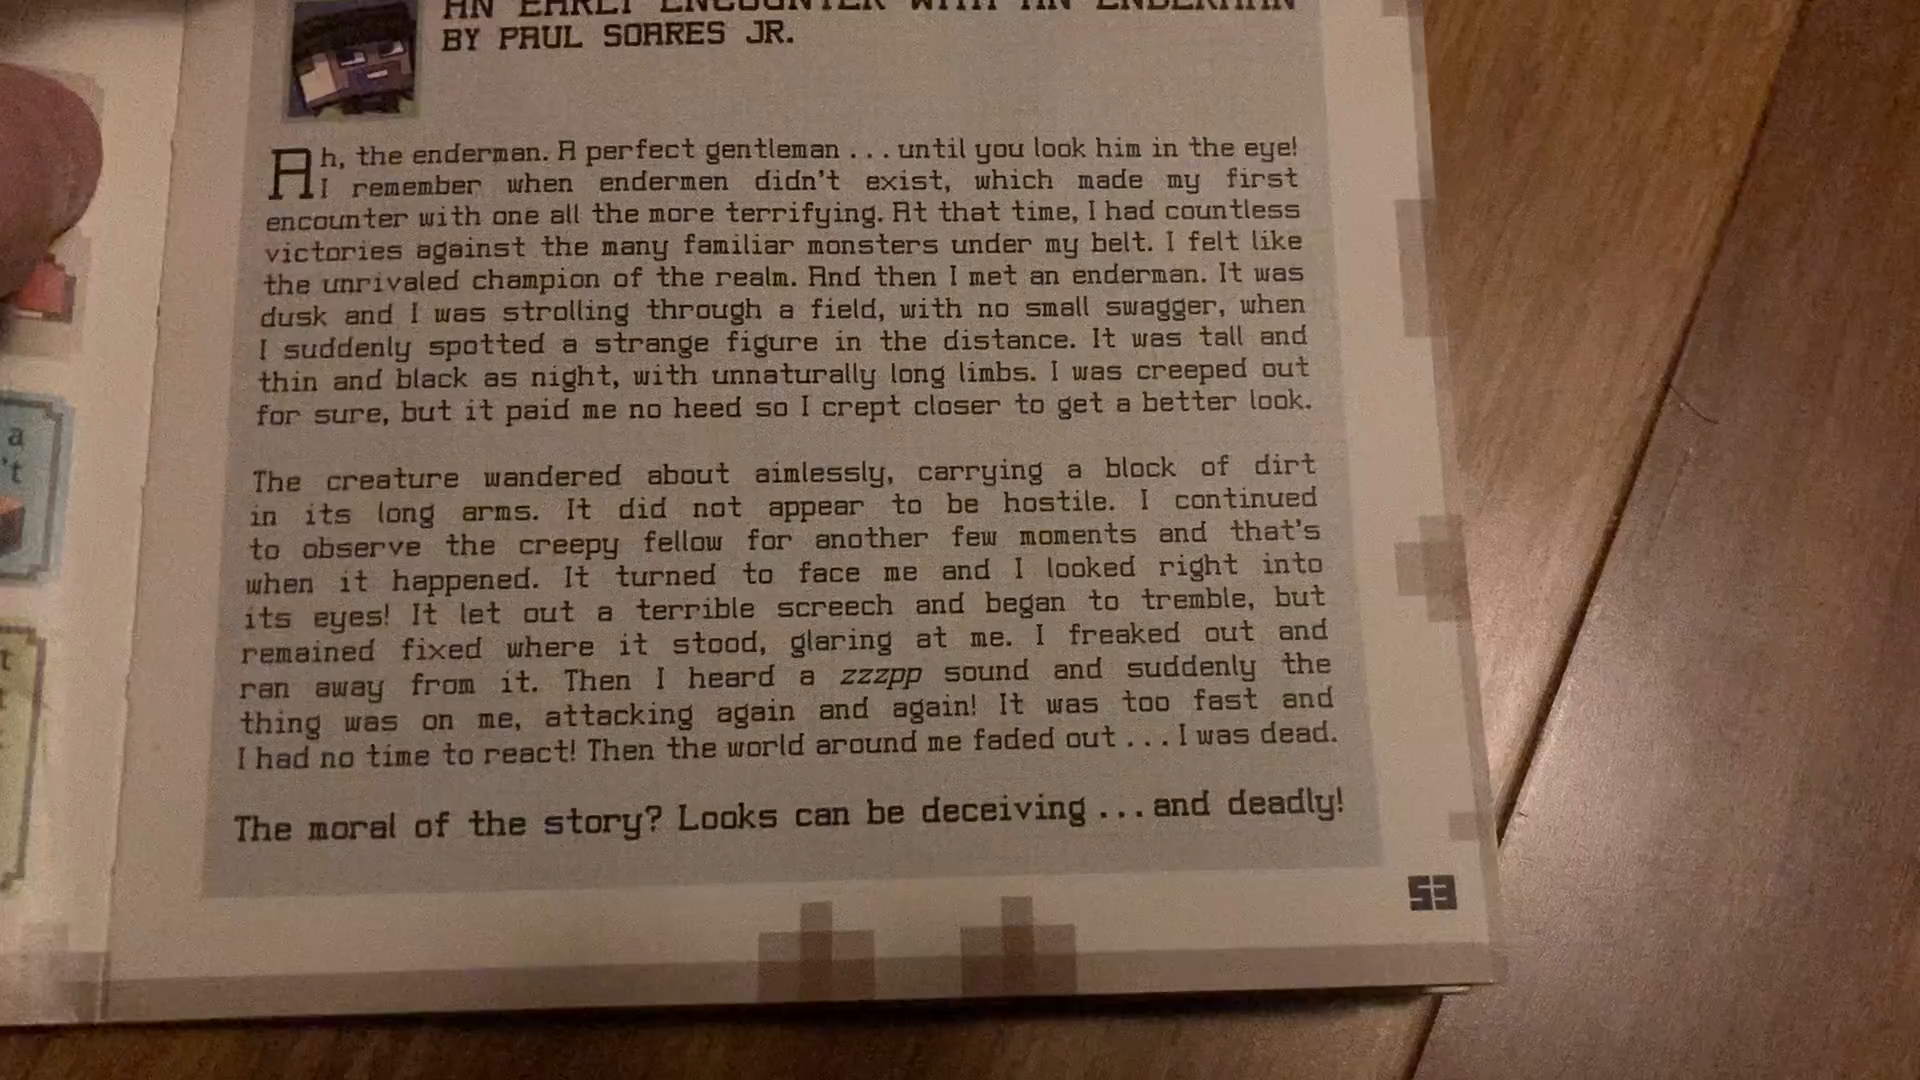 AN EARLY ENCOUNTER WITH AN ENDERMAN
BY PAUL SOARES JR.
Ah, the enderman. A perfect gentleman . . . until you look him in the eye!
I remember when endermen didn't exist, which made my first
encounter with one all the more terrifying. At that time, I had countless
victories against the many familiar monsters under my belt. I felt like
the unrivaled champion of the realm. And then I met an enderman. It was
dusk and I was strolling through a field, with no small swagger, when
I suddenly spotted a strange figure in the distance. It was tall and
thin and black as night, with unnaturally long limbs. I was creeped out
for sure, but it paid me no heed so I crept closer to get a better look.
The creature wandered about aimlessly, carrying a block of dirt
in its long arms. It did not appear to be hostile. I continued
to observe the creepy fellow for another few moments and that's
when it happened. It turned to face me and I looked right into
its eyes! It let out a terrible screech and began to tremble, but
remained fixed where it stood, glaring at me. I freaked out and
ran away from it. Then I heard a zzzpp sound and suddenly the
thing was on me, attacking again and again! It was too fast and
I had no time to react! Then the world around me faded out . . . I was dead.
The moral of the story? Looks can be deceiving . . . and deadly!
53
a
't
t